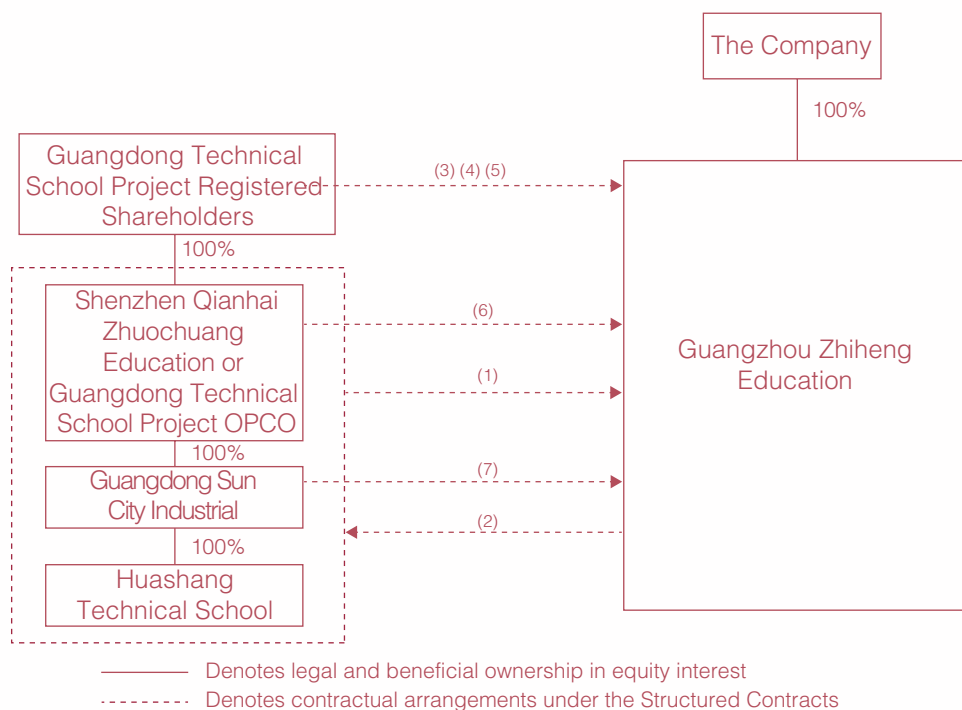 The Company
100%
Guangdong Technical
School Project Registered
Shareholders
(3) (4) (5)
100%
Shenzhen Qianhai
Zhuochuang
Education or
Guangdong Technical
School Project OPCO
(6)
(1)
Guangzhou Zhiheng
Education
100%
Guangdong Sun
City Industrial
(7)
(2)
100%
Huashang
Technical School
Denotes legal and beneficial ownership in equity interest
Denotes contractual arrangements under the Structured Contracts